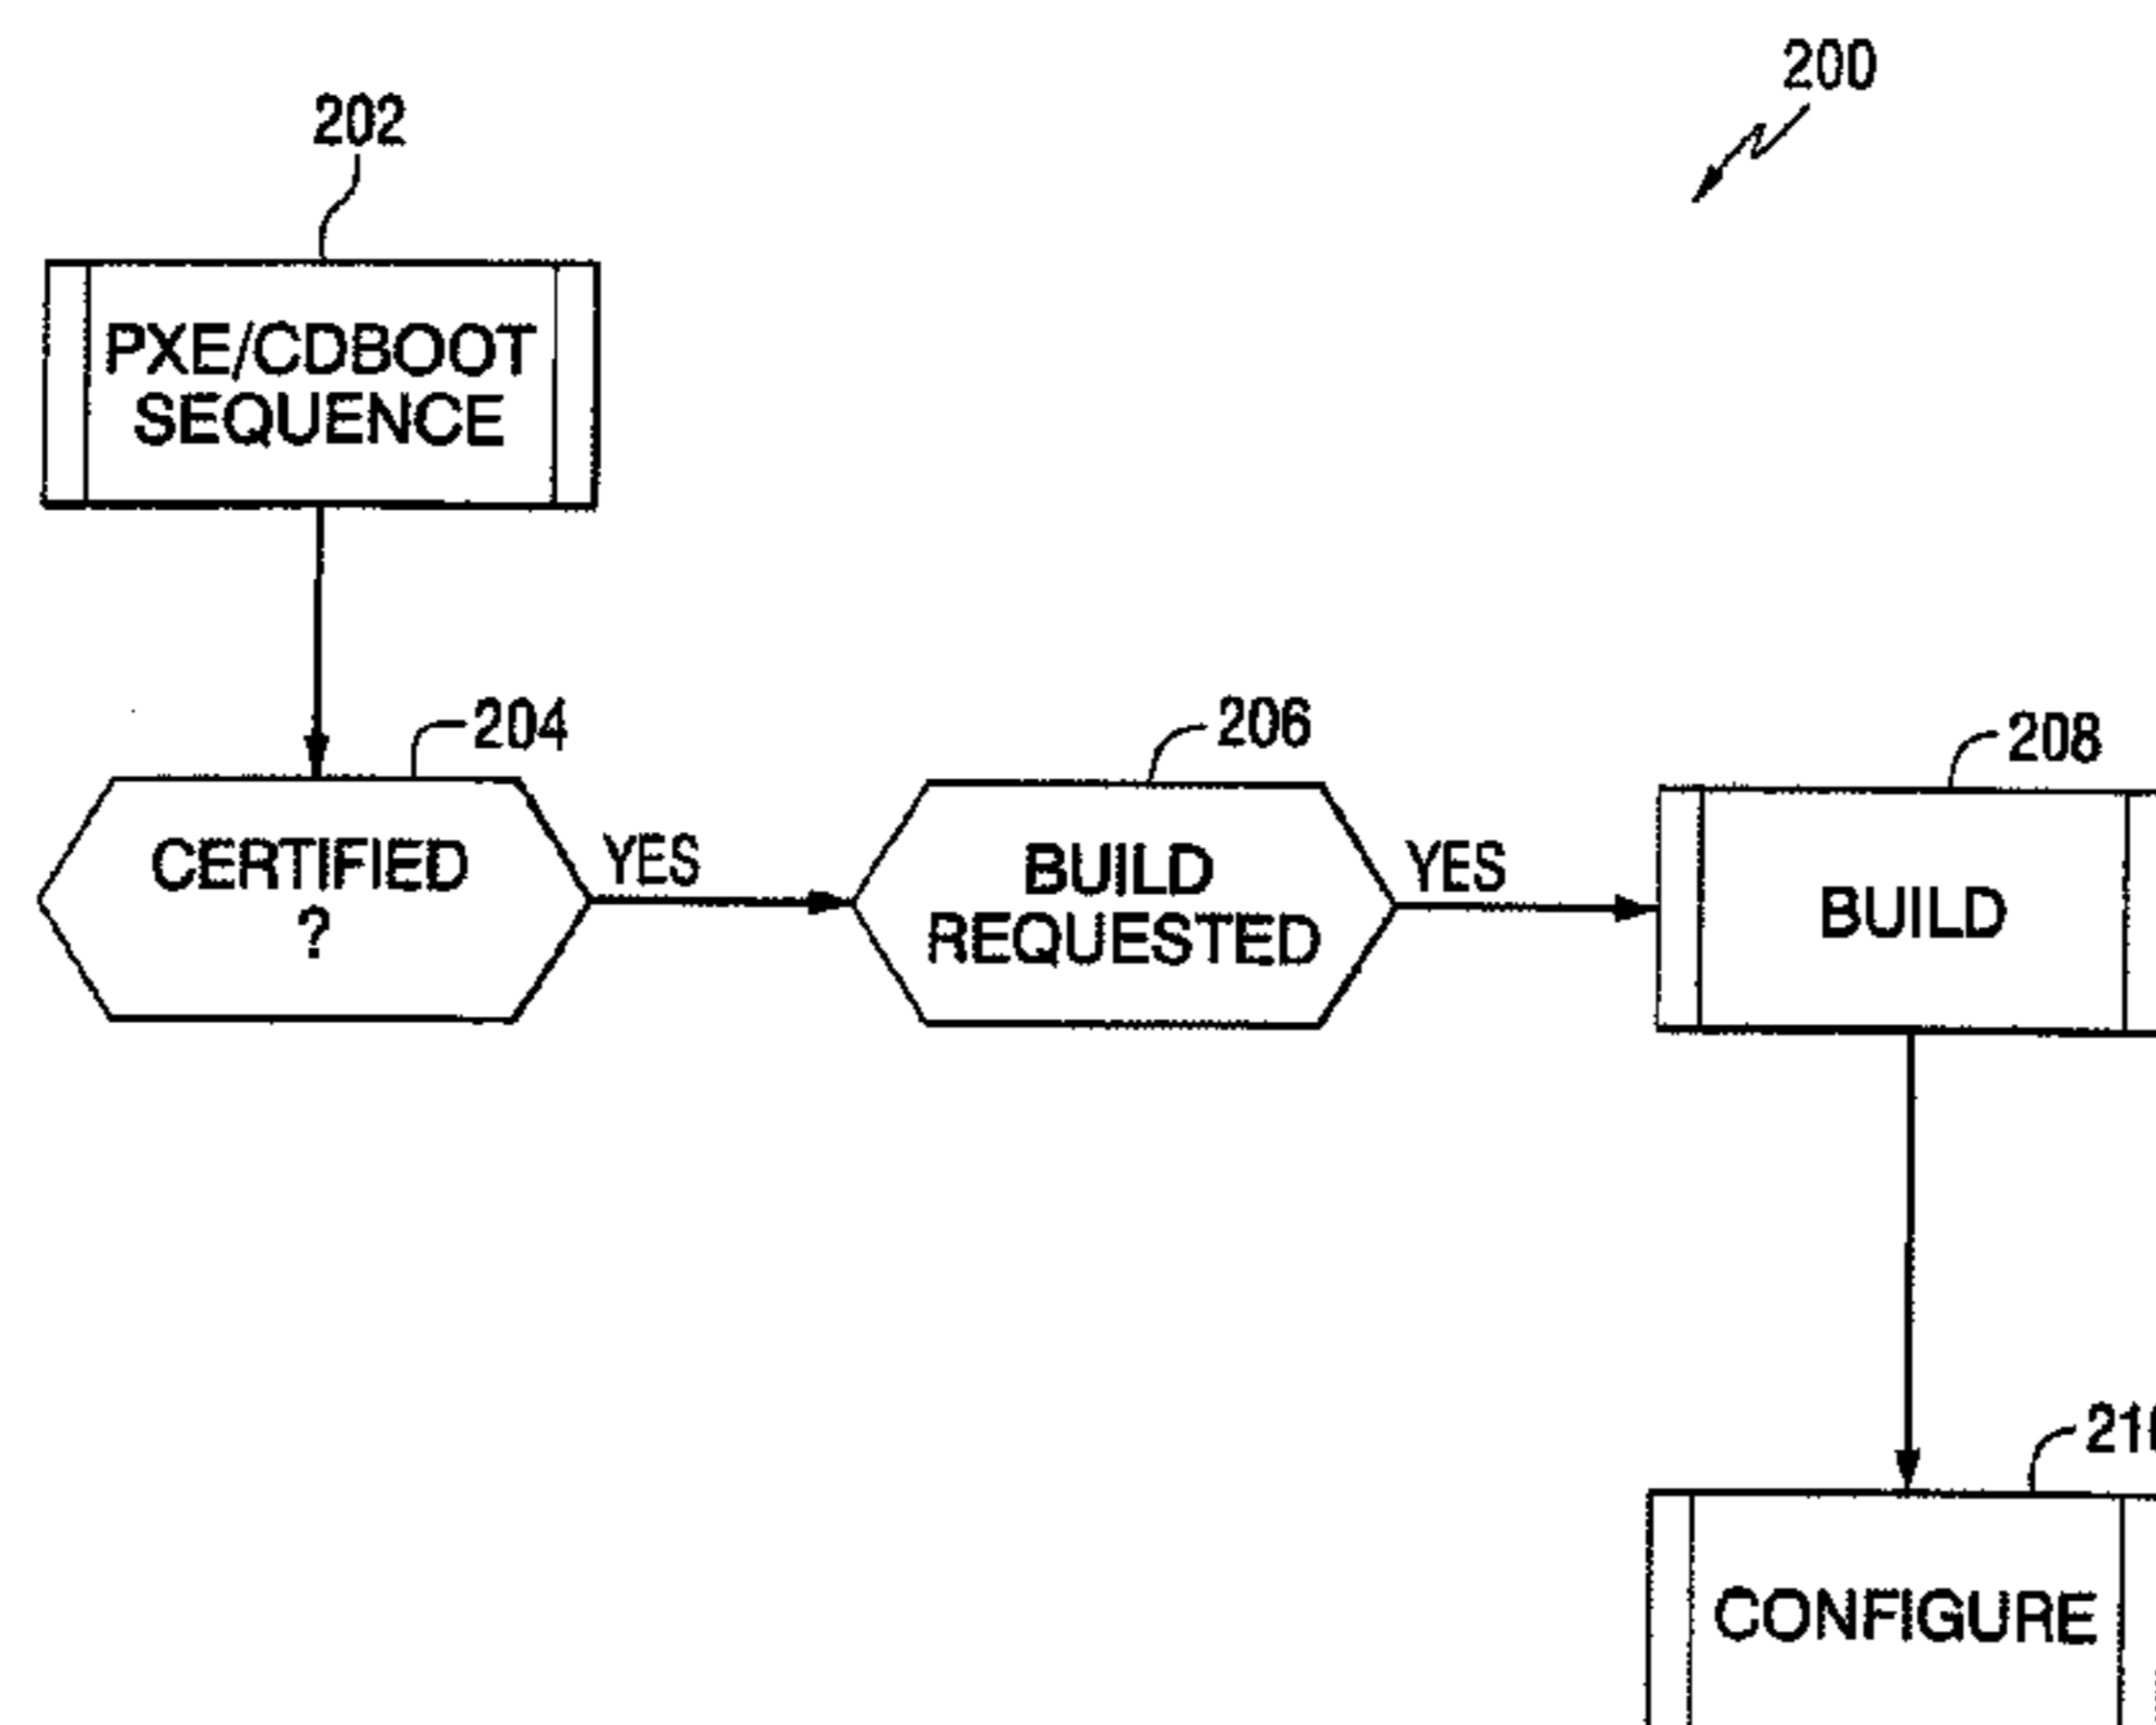 200
202
PXE/CDBOOT
SEQUENCE
204
CERTIFIED
?
YES
206
BUILD
REQUESTED
YES
208
BUILD
CONFIGURE